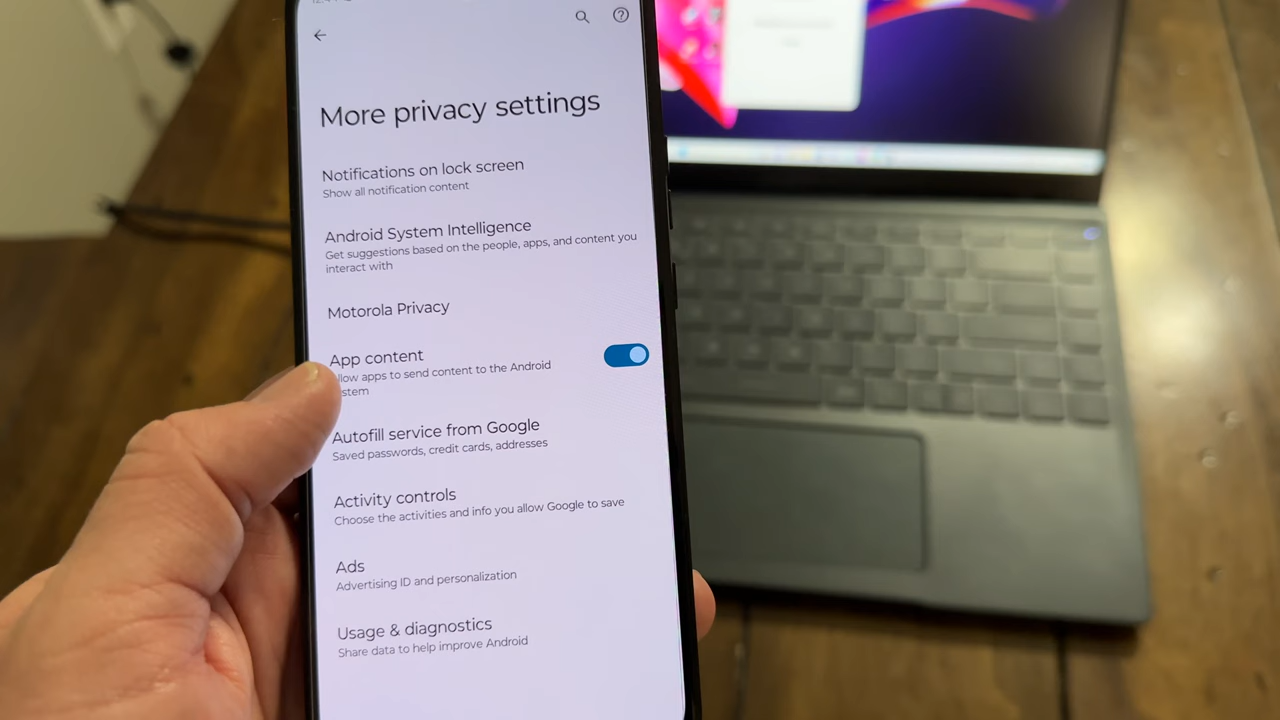 More privacy settings
Notifications on lock screen
Show all notification content
Android System Intelligence
Get suggestions based on the people, apps, and content you
interact with
Motorola Privacy
App content
llow apps to send content to the Android
stem
Autofill service from Google
Saved passwords, credit cards, addresses
Activity controls
Choose the activities and info you allow Google to save
Ads
Advertising ID and personalization
Usage & diagnostics
Share data to help improve Android